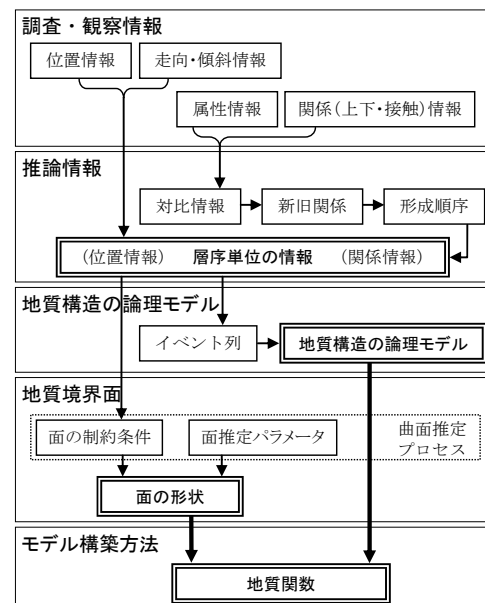 調査・観察情報
位置情報
走向・傾斜情報
属性情報
関係(上下・接触)情報
推論情報
対比情報
新旧関係
形成順序
(位置情報) 層序単位の情報 (関係情報)
地質構造の論理モデル
イベント列
地質構造の論理モデル
地質境界面
面の制約条件
面推定パラメータ
曲面推定
プロセス
面の形状
モデル構築方法
地質関数